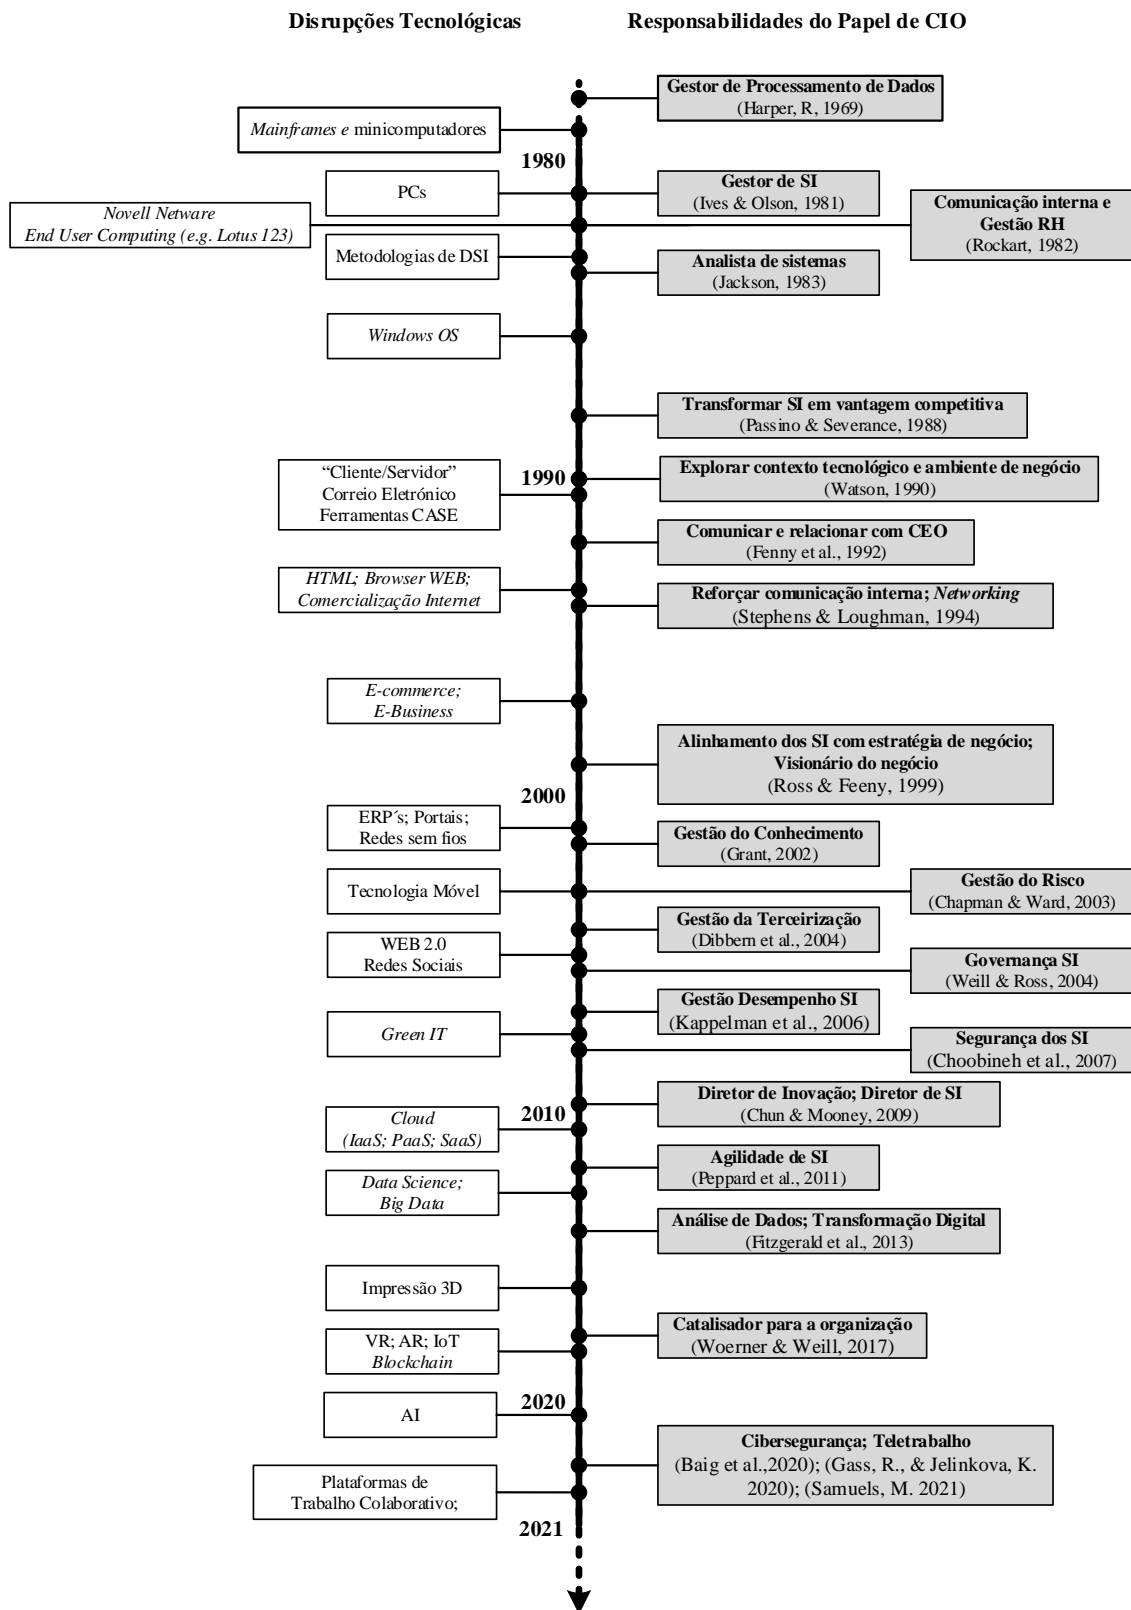 Disrupções Tecnológicas
Responsabilidades do Papel de CIO
Gestor de Processamento de Dados
(Harper, R, 1969)
Mainframes e minicomputadores
1980
PCs
Gestor de SI
(Ives & Olson, 1981)
Novell Netware
End User Computing (e.g. Lotus 123)
Comunicação interna e
Gestão RH
(Rockart, 1982)
Metodologias de DSI
Analista de sistemas
(Jackson, 1983)
Windows OS
Transformar SI em vantagem competitiva
(Passino & Severance, 1988)
1990
Explorar contexto tecnológico e ambiente de negócio
(Watson, 1990)
“Cliente/Servidor”
Correio Eletrónico
Ferramentas CASE
Comunicar e relacionar com CEO
(Fenny et al., 1992)
HTML; Browser WEB;
Comercialização Internet
Reforçar comunicação interna; Networking
(Stephens & Loughman, 1994)
E-commerce;
E-Business
Alinhamento dos SI com estratégia de negócio;
Visionário do negócio
(Ross & Feeny, 1999)
2000
ERP´s; Portais;
Redes sem fios
Gestão do Conhecimento
(Grant, 2002)
Tecnologia Móvel
Gestão do Risco
(Chapman & Ward, 2003)
Gestão da Terceirização
(Dibbern et al., 2004)
WEB 2.0
Redes Sociais
Governança SI
(Weill & Ross, 2004)
Gestão Desempenho SI
(Kappelman et al., 2006)
Green IT
Segurança dos SI
(Choobineh et al., 2007)
Diretor de Inovação; Diretor de SI
(Chun & Mooney, 2009)
2010
Cloud
(IaaS; PaaS; SaaS)
Agilidade de SI
(Peppard et al., 2011)
Data Science;
Big Data
Análise de Dados; Transformação Digital
(Fitzgerald et al., 2013)
Impressão 3D
Catalisador para a organização
(Woerner & Weill, 2017)
VR; AR; IoT
Blockchain
2020
AI
Cibersegurança; Teletrabalho
(Baig et al.,2020); (Gass, R., & Jelinkova, K.
2020); (Samuels, M. 2021)
Plataformas de
Trabalho Colaborativo;
2021